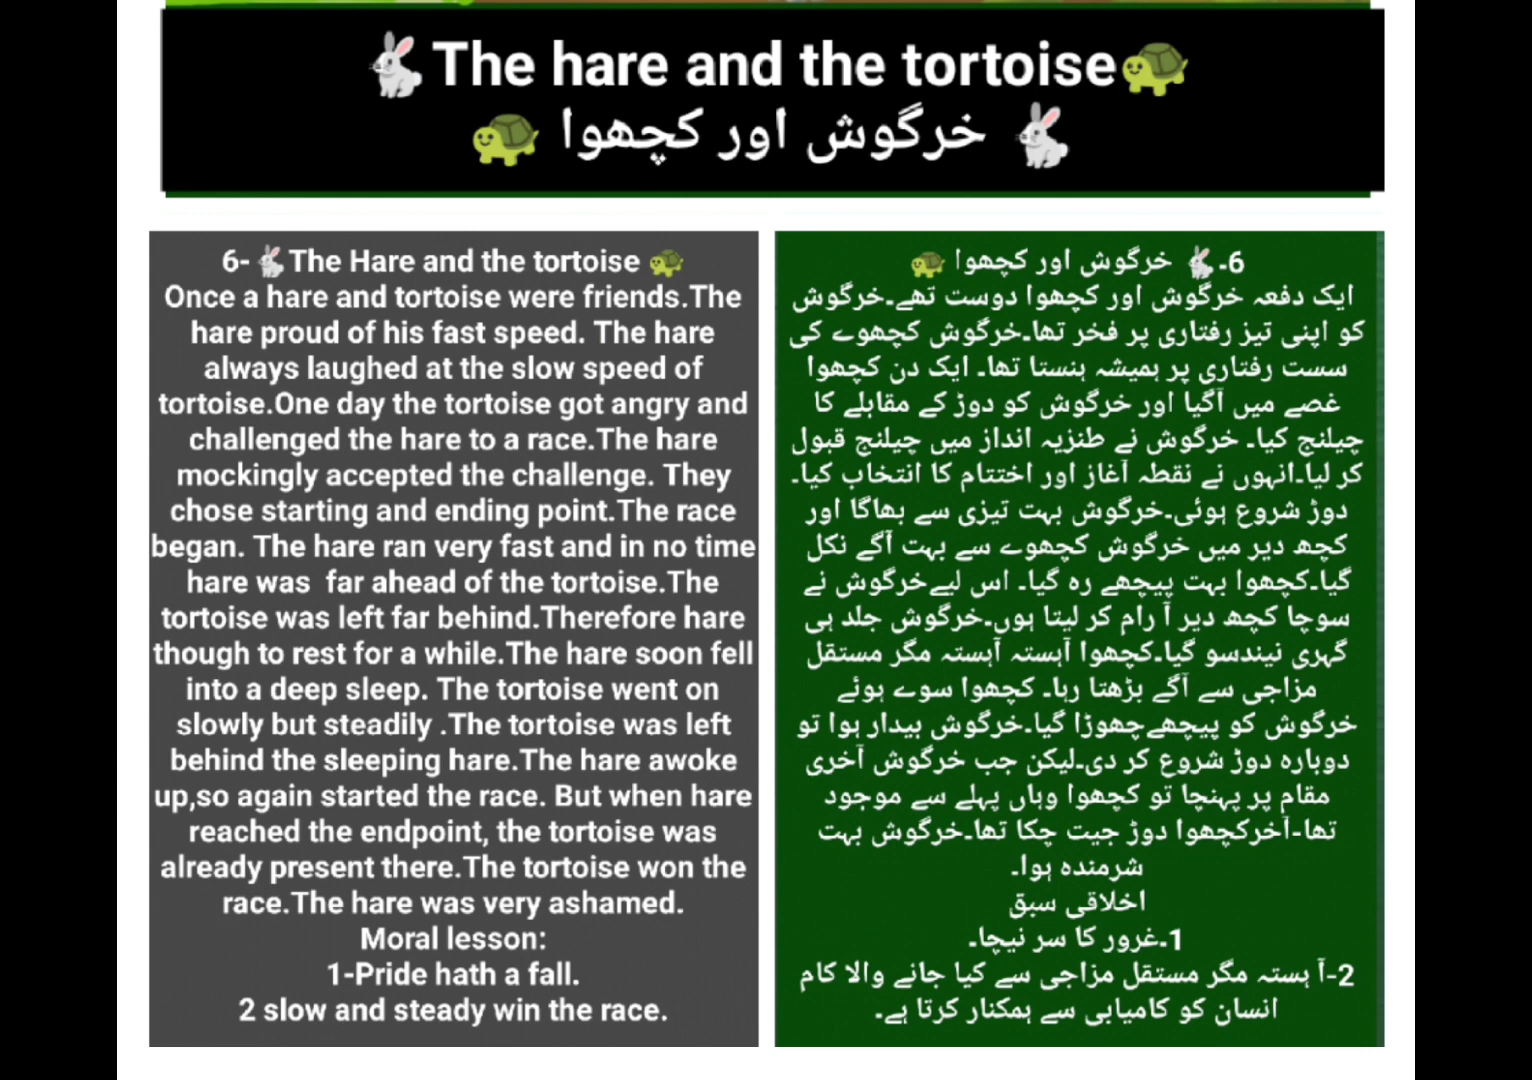 🐇The hare and the tortoise🐢
🐇 خرگوش اور کچھوا 🐢
6- 🐇The Hare and the tortoise 🐢
Once a hare and tortoise were friends.The
hare proud of his fast speed. The hare
always laughed at the slow speed of
tortoise.One day the tortoise got angry and
challenged the hare to a race.The hare
mockingly accepted the challenge. They
chose starting and ending point.The race
began. The hare ran very fast and in no time
hare was  far ahead of the tortoise.The
tortoise was left far behind.Therefore hare
though to rest for a while.The hare soon fell
into a deep sleep. The tortoise went on
slowly but steadily .The tortoise was left
behind the sleeping hare.The hare awoke
up,so again started the race. But when hare
reached the endpoint, the tortoise was
already present there.The tortoise won the
race.The hare was very ashamed.
Moral lesson:
1-Pride hath a fall.
2 slow and steady win the race.
6۔🐇 خرگوش اور کچھوا 🐢
ایک دفعہ خرگوش اور کچھوا دوست تھے۔خرگوش
کو اپنی تیز رفتاری پر فخر تھا۔خرگوش کچھوے کی
سست رفتاری پر ہمیشہ ہنستا تھا۔ ایک دن کچھوا
غصے میں آگیا اور خرگوش کو دوڑ کے مقابلے کا
چیلنج کیا۔ خرگوش نے طنزیہ انداز میں چیلنج قبول
کر لیا۔انہوں نے نقطہ آغاز اور اختتام کا انتخاب کیا۔
دوڑ شروع ہوئی۔خرگوش بہت تیزی سے بھاگا اور
کچھ دیر میں خرگوش کچھوے سے بہت آگے نکل
گیا۔کچھوا بہت پیچھے رہ گیا۔ اس لیےخرگوش نے
سوچا کچھ دیر آ رام کر لیتا ہوں۔خرگوش جلد ہی
گہری نیندسو گیا۔کچھوا آہستہ آہستہ مگر مستقل
مزاجی سے آگے بڑھتا رہا۔ کچھوا سوے ہوئے
خرگوش کو پیچھےچھوڑا گیا۔خرگوش بیدار ہوا تو
دوبارہ دوڑ شروع کر دی۔لیکن جب خرگوش آخری
مقام پر پہنچا تو کچھوا وہاں پہلے سے موجود
تھا-آخرکچھوا دوڑ جیت چکا تھا۔خرگوش بہت
شرمندہ ہوا۔
اخلاقی سبق
1۔غرور کا سر نیچا۔
2-آ ہستہ مگر مستقل مزاجی سے کیا جانے والا کام
انسان کو کامیابی سے ہمکنار کرتا ہے۔